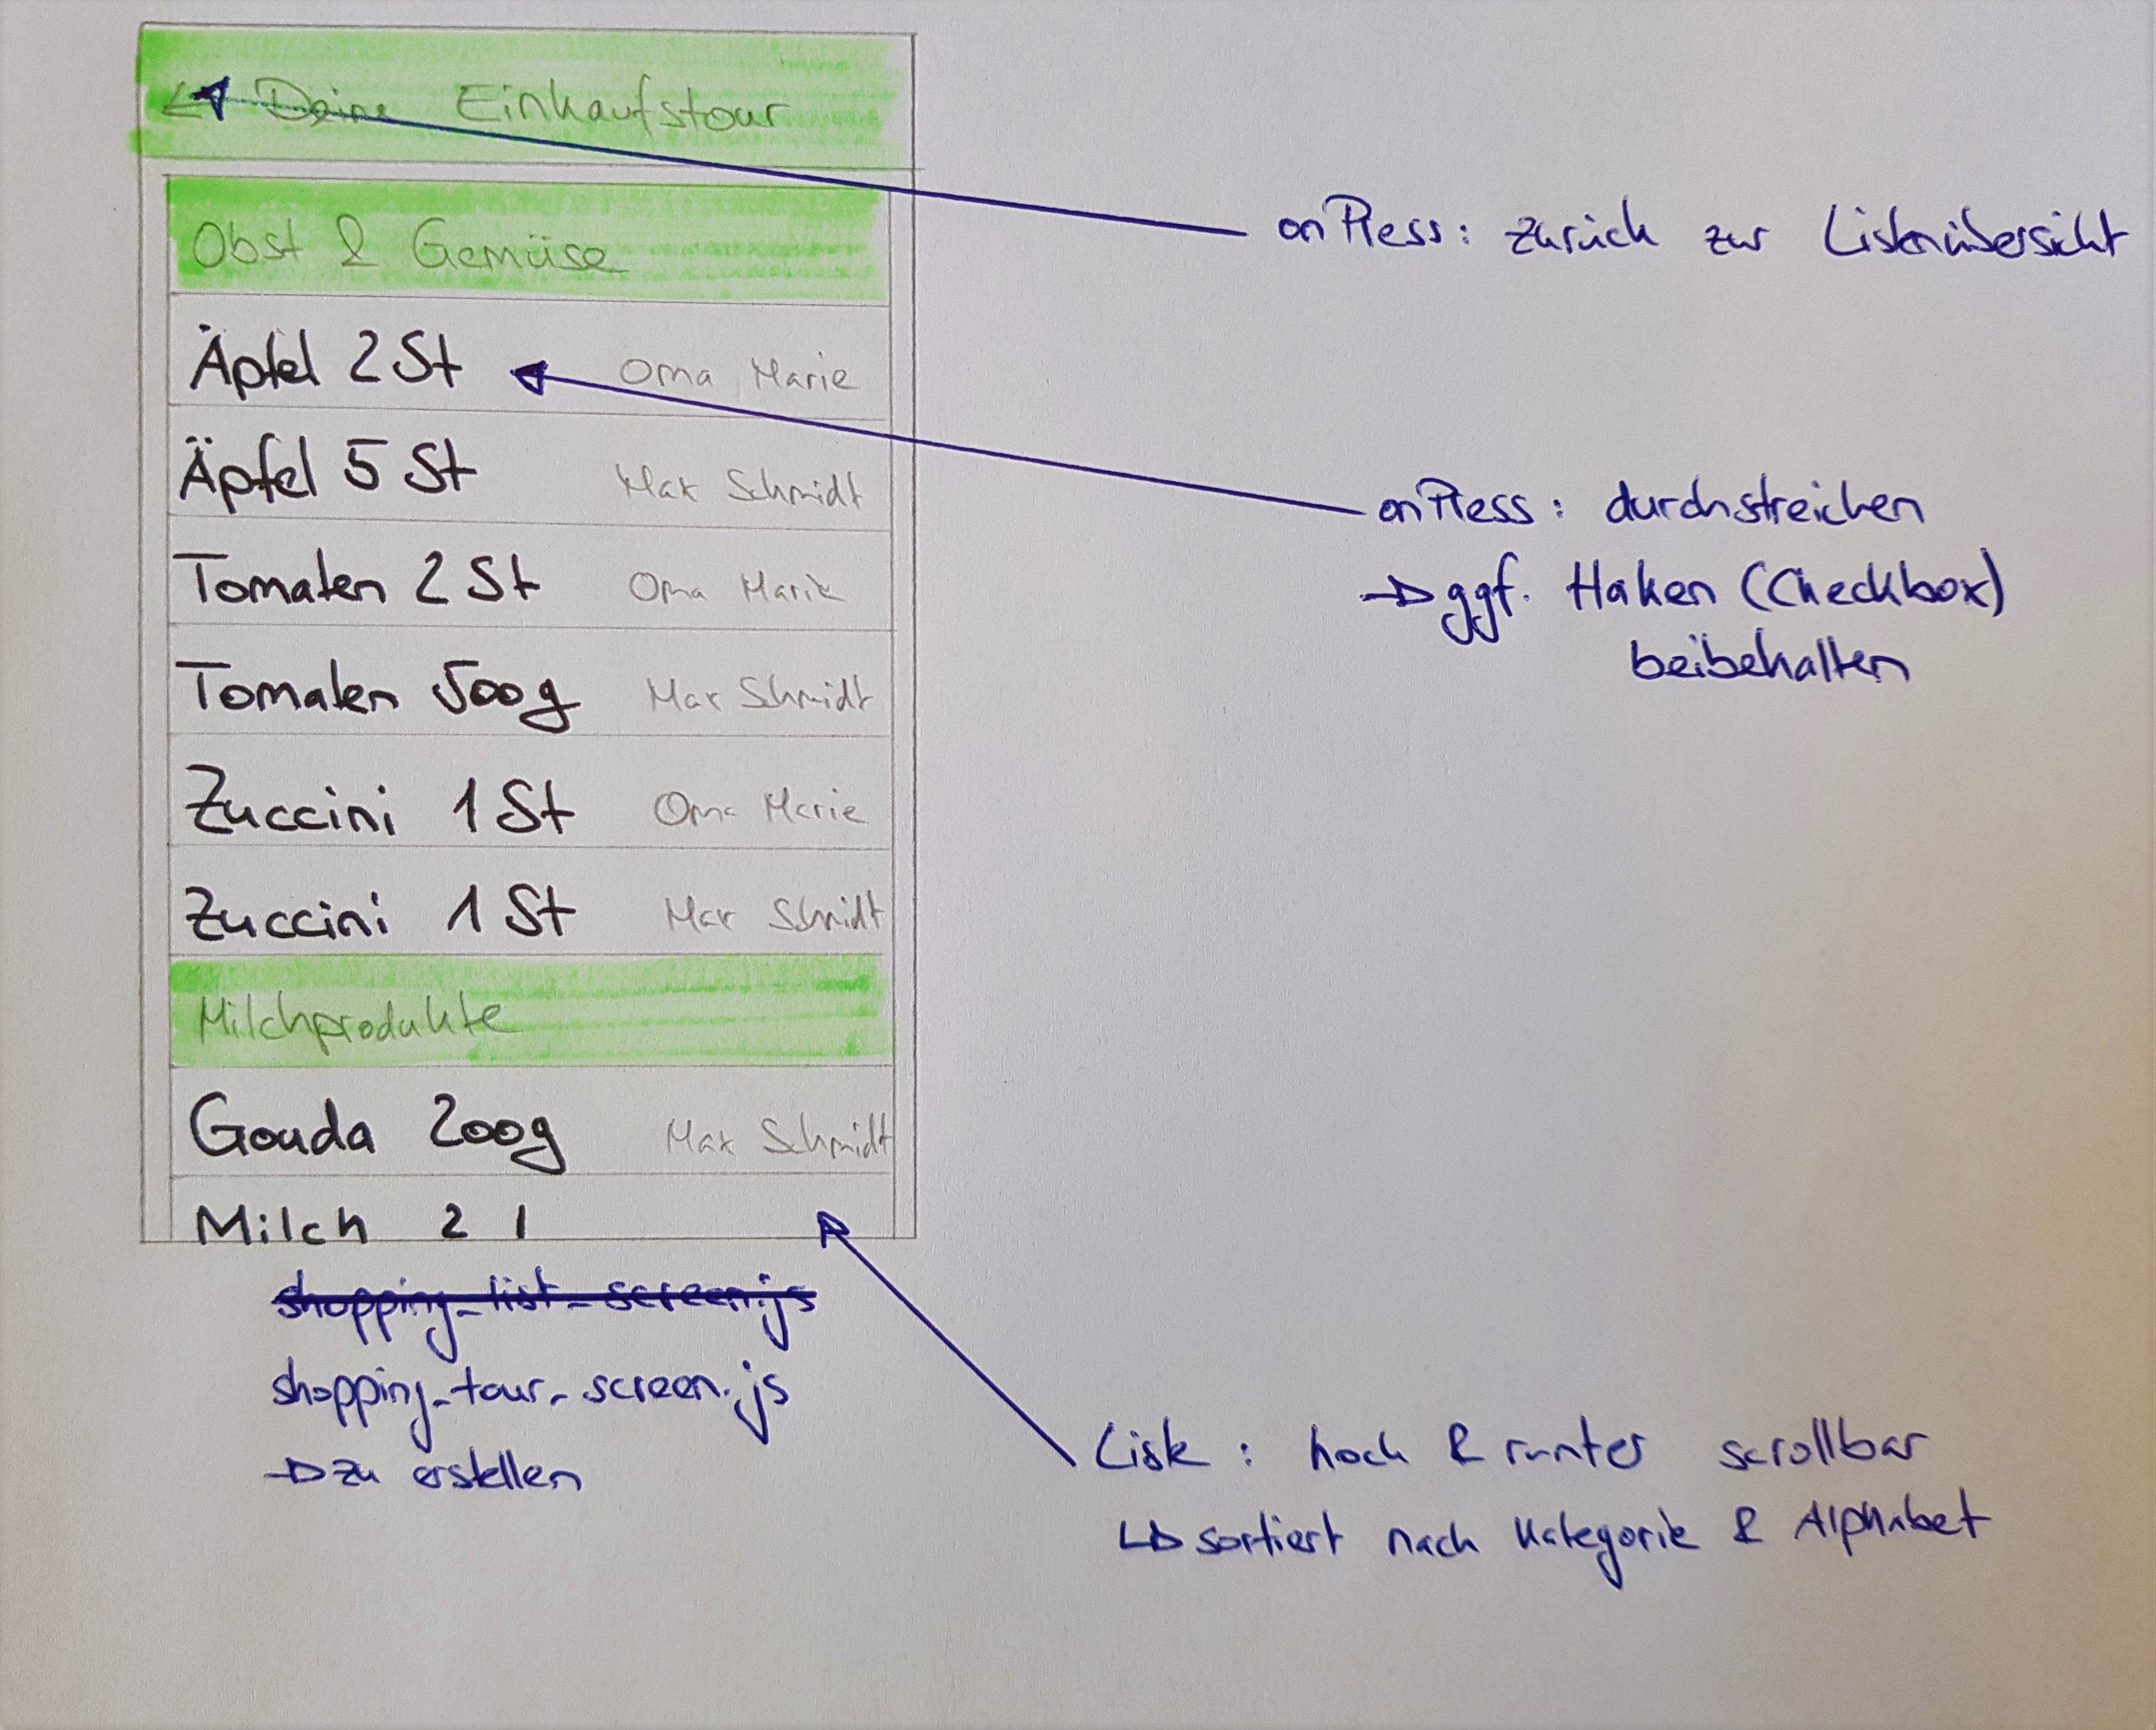 ← Deine Einkaufstour
onPress: zurück zur Listenübersicht
Obst & Gemüse
Äpfel 2 St Oma Marie
Äpfel 5 St Max Schmidt
onPress: durchstreichen
→ ggf. Haken (Checkbox)
beibehalten
Tomaten 2 St Oma Marie
Tomaten 500g Max Schmidt
Zuccini 1 St Oma Marie
Zuccini 1 St Max Schmidt
Milchprodukte
Gouda 200g Max Schmidt
Milch 2 l
shopping_list_screen.js
shopping_tour_screen.js
→ zu erstellen
Liste: hoch & runter scrollbar
↳ sortiert nach Kategorie & Alphabet